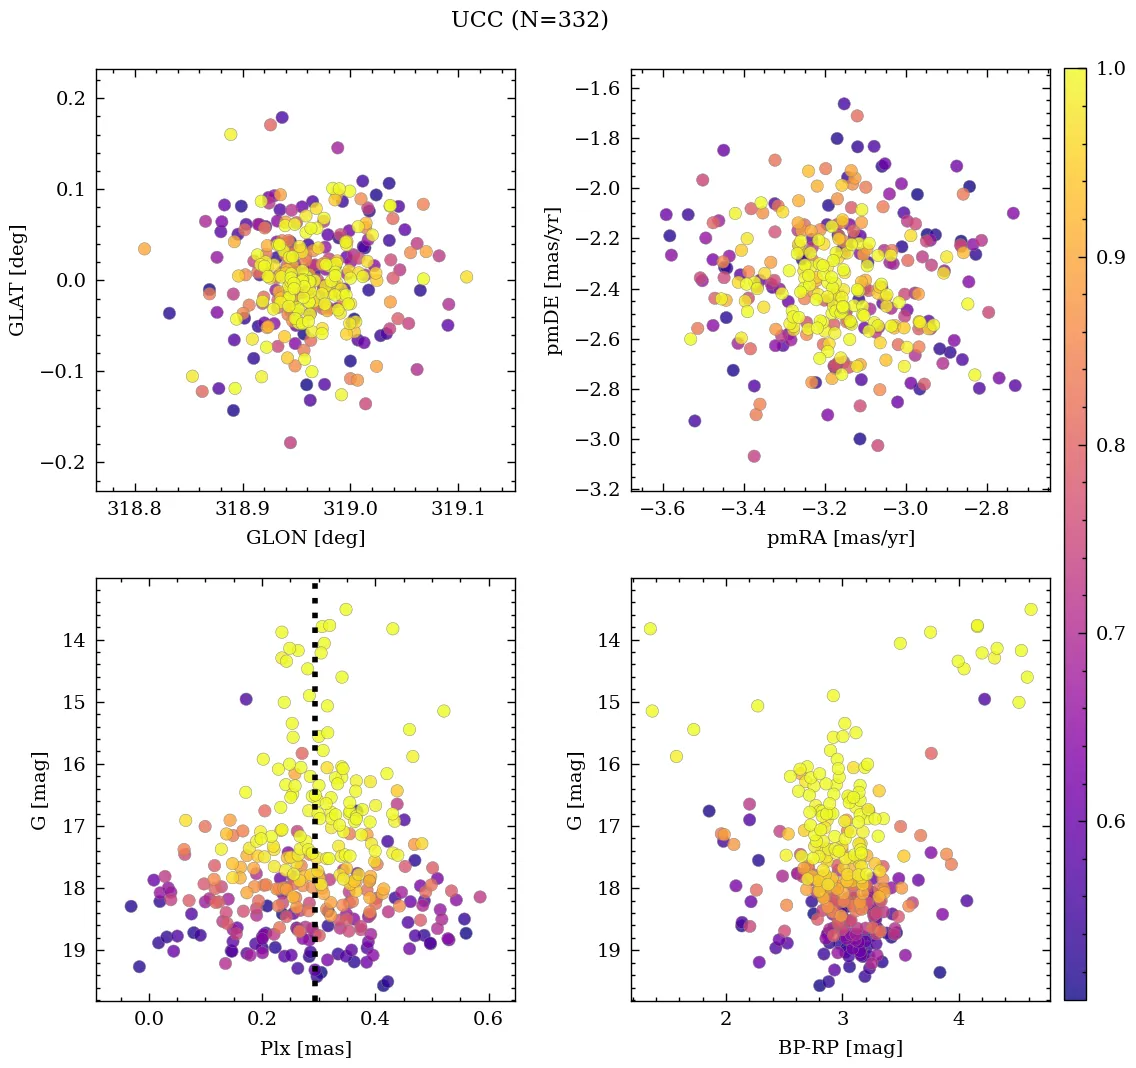 UCC (N=332)
0.2
0.1
0.0
−0.1
−0.2
GLAT [deg]
318.8 318.9 319.0 319.1
GLON [deg]
−1.6
−1.8
−2.0
−2.2
−2.4
−2.6
−2.8
−3.0
−3.2
pmDE [mas/yr]
−3.6 −3.4 −3.2 −3.0 −2.8
pmRA [mas/yr]
1.0
0.9
0.8
0.7
0.6
14
15
16
17
18
19
G [mag]
0.0 0.2 0.4 0.6
Plx [mas]
14
15
16
17
18
19
G [mag]
2 3 4
BP-RP [mag]